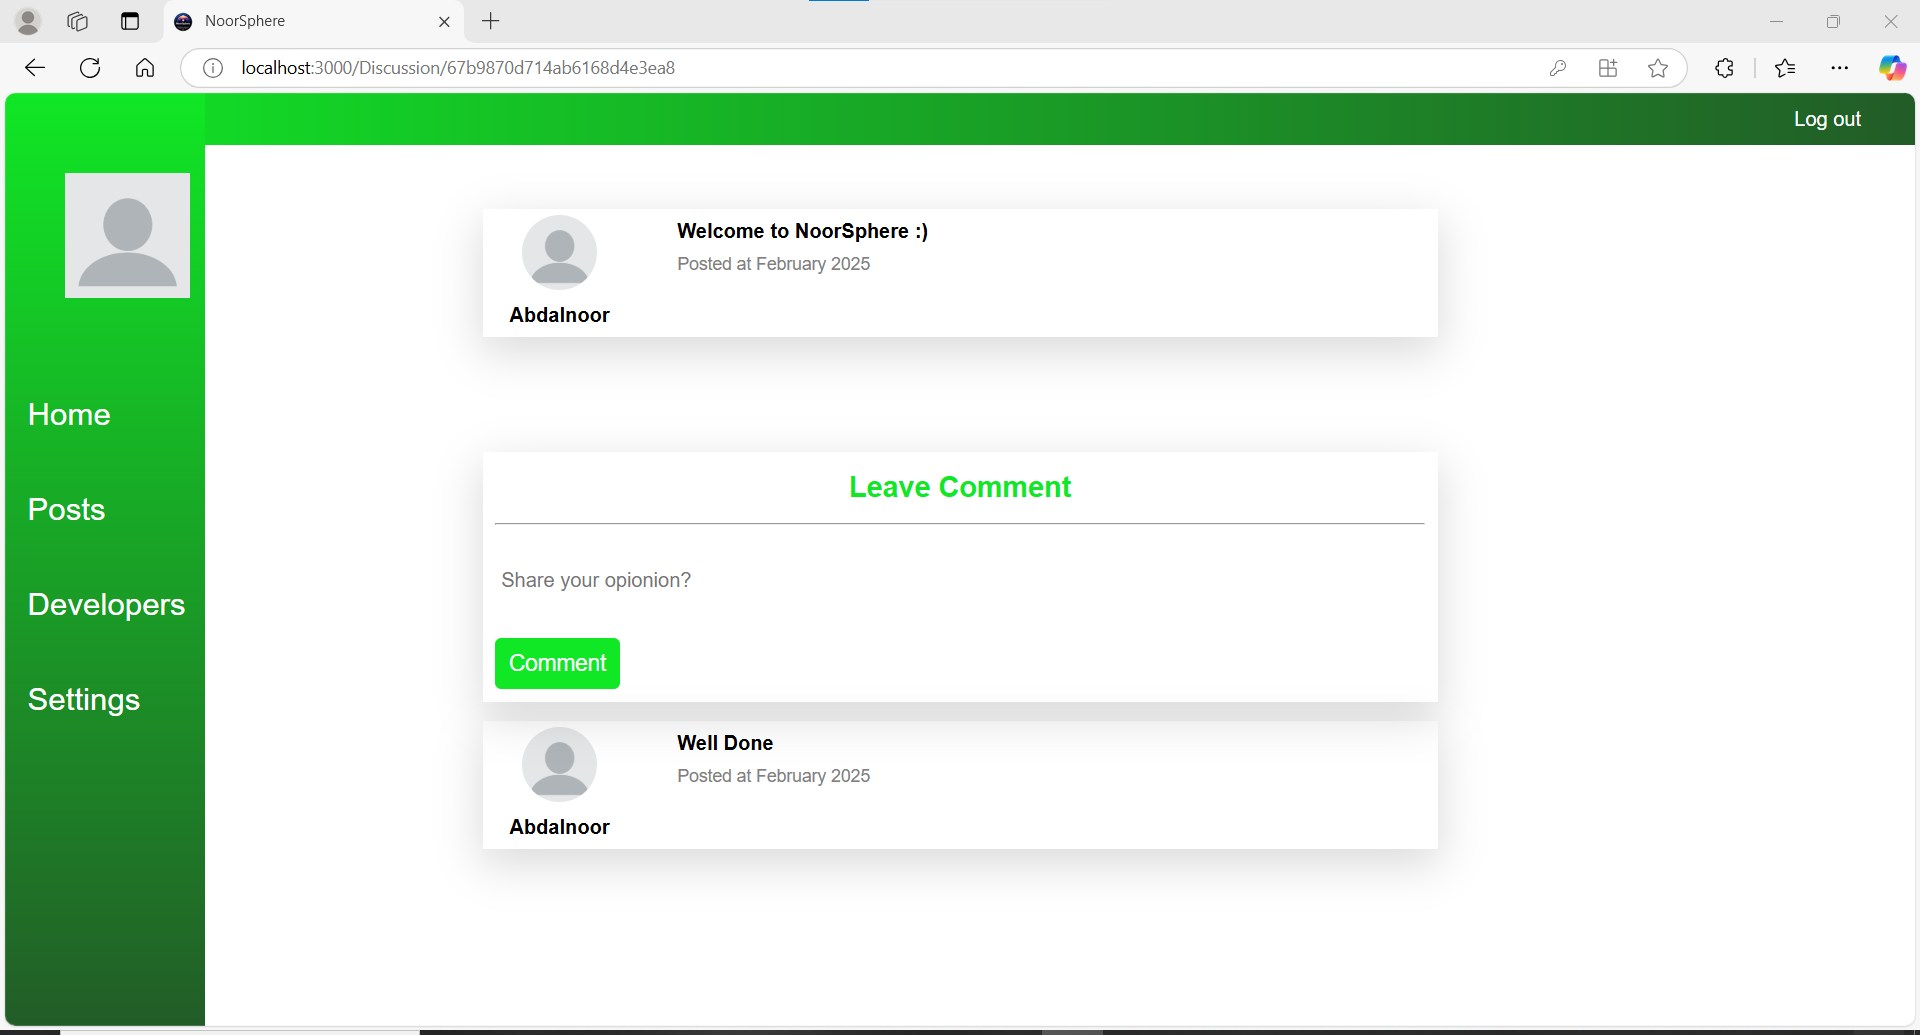 NoorSphere
localhost:3000/Discussion/67b9870d714ab6168d4e3ea8
Log out
Home
Posts
Developers
Settings
Welcome to NoorSphere :)
Posted at February 2025
Abdalnoor
Leave Comment
Share your opionion?
Comment
Well Done
Posted at February 2025
Abdalnoor